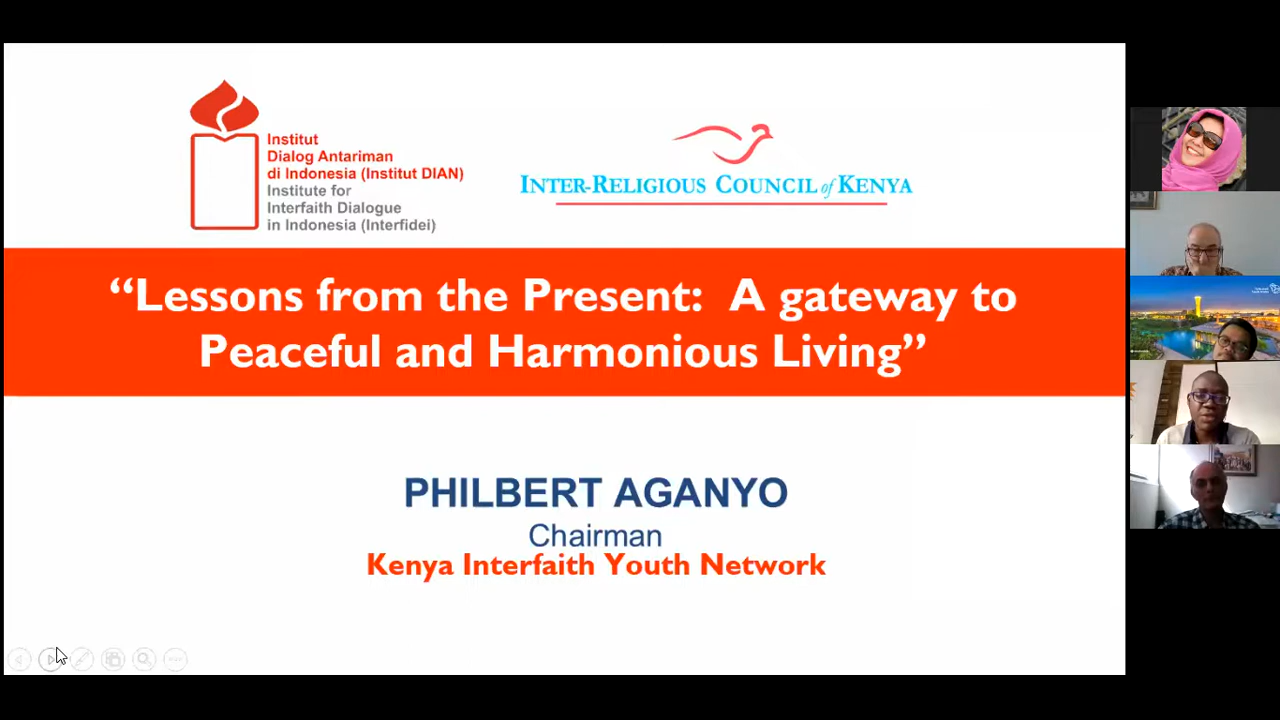 Institut
Dialog Antariman
di Indonesia (Institut DIAN)
Institute for
Interfaith Dialogue
in Indonesia (Interfidei)
INTER-RELIGIOUS COUNCIL of KENYA
“Lessons from the Present: A gateway to
Peaceful and Harmonious Living”
PHILBERT AGANYO
Chairman
Kenya Interfaith Youth Network